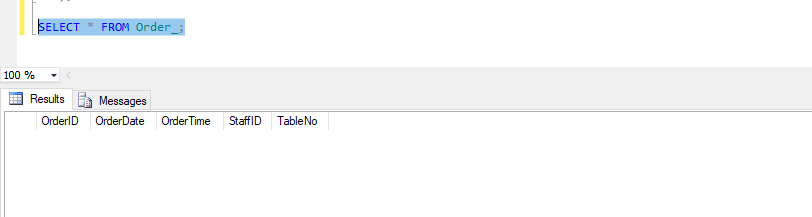 SELECT * FROM Order_;
100 %
Results Messages
OrderID OrderDate OrderTime StaffID TableNo